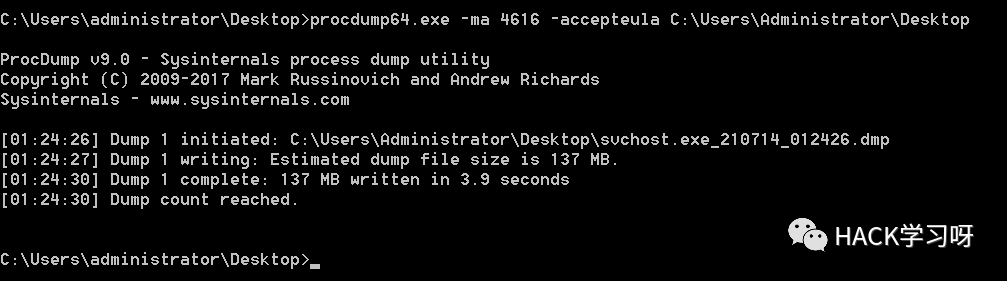 C:\Users\administrator\Desktop>procdump64.exe -ma 4616 -accepteula C:\Users\Administrator\Desktop
ProcDump v9.0 - Sysinternals process dump utility
Copyright (C) 2009-2017 Mark Russinovich and Andrew Richards
Sysinternals - www.sysinternals.com
[01:24:26] Dump 1 initiated: C:\Users\Administrator\Desktop\svchost.exe_210714_012426.dmp
[01:24:27] Dump 1 writing: Estimated dump file size is 137 MB.
[01:24:30] Dump 1 complete: 137 MB written in 3.9 seconds
[01:24:30] Dump count reached.
HACK学习呀
C:\Users\administrator\Desktop>_